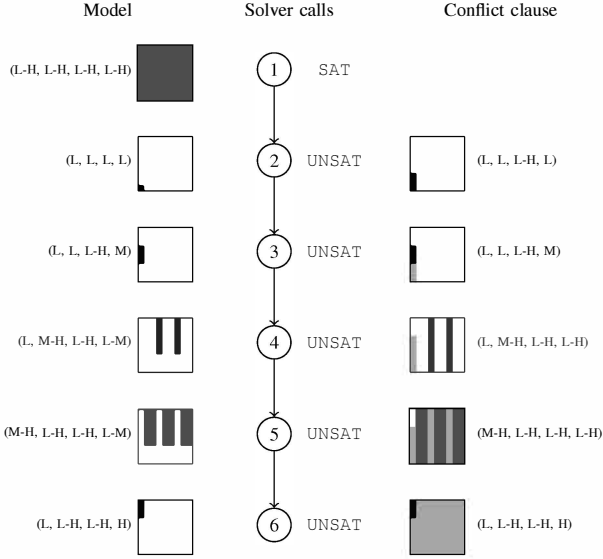 Model Solver calls Conflict clause
(L-H, L-H, L-H, L-H) 1 SAT
(L, L, L, L) 2 UNSAT (L, L, L-H, L)
(L, L, L-H, M) 3 UNSAT (L, L, L-H, M)
(L, M-H, L-H, L-M) 4 UNSAT (L, M-H, L-H, L-H)
(M-H, L-H, L-H, L-M) 5 UNSAT (M-H, L-H, L-H, L-H)
(L, L-H, L-H, H) 6 UNSAT (L, L-H, L-H, H)